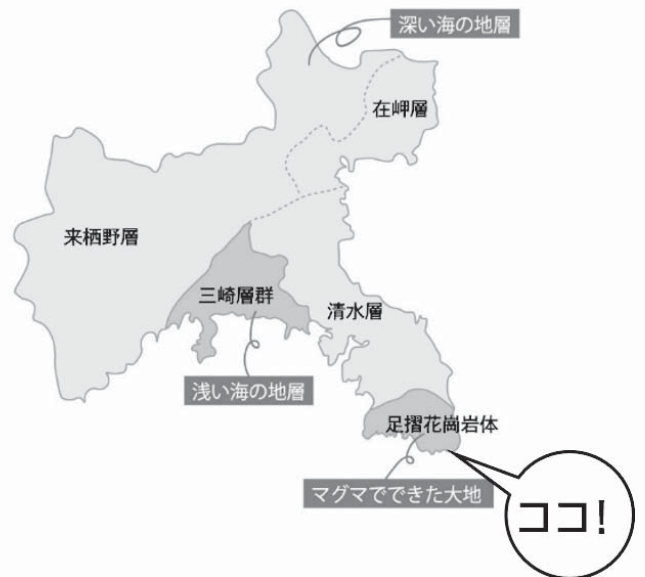 深い海の地層
在岬層
来栖野層
三崎層群
清水層
浅い海の地層
足摺花崗岩体
マグマでできた大地
ココ!